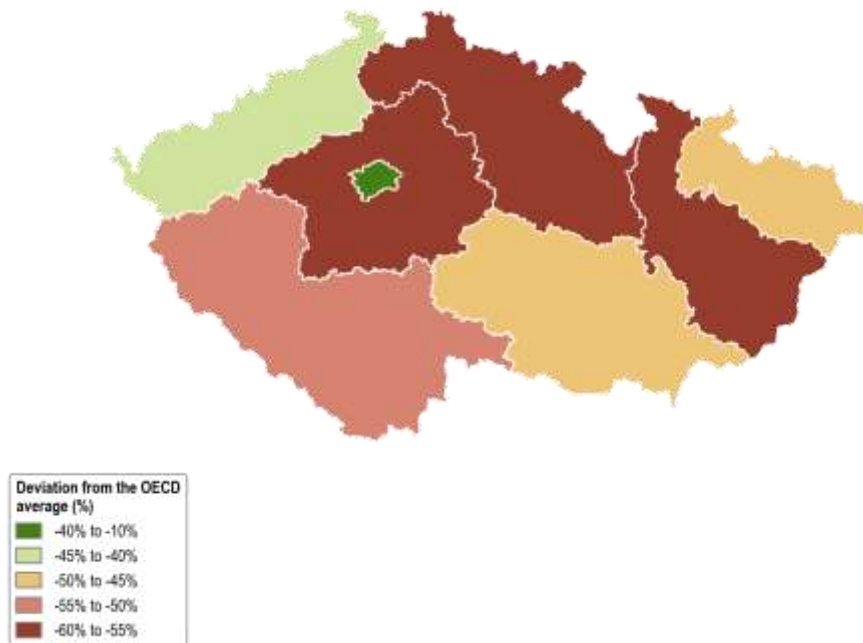 Deviation from the OECD
average (%)
-40% to -10%
-45% to -40%
-50% to -45%
-55% to -50%
-60% to -55%